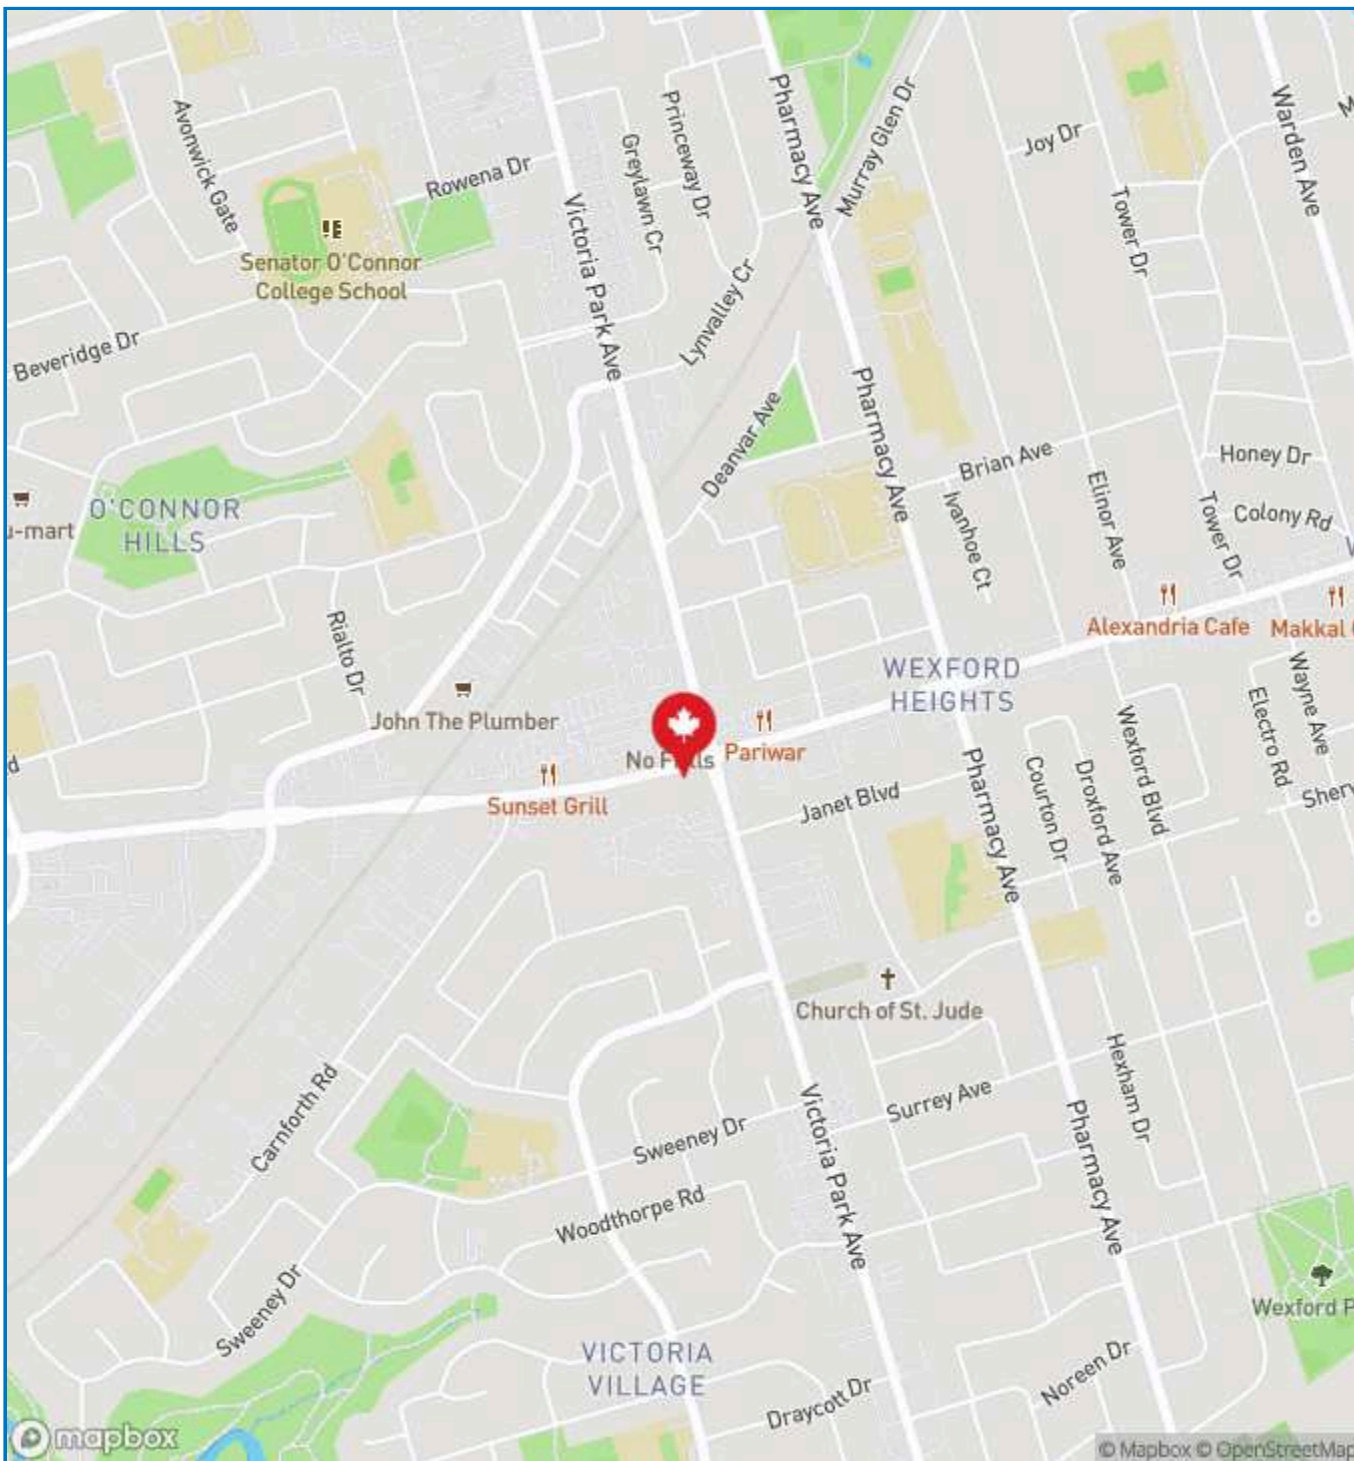 Avonwick Gate
Rowena Dr
Princeway Dr
Greylawn Cr
Pharmacy Ave
Murray Glen Dr
Joy Dr
Warden Ave
Tower Dr
Senator O'Connor
College School
Victoria Park Ave
Lynvalley Cr
Beveridge Dr
Deanvar Ave
Pharmacy Ave
Brian Ave
Honey Dr
Colony Rd
Elinor Ave
Tower Dr
Ivanhoe Ct
u-mart
O'CONNOR
HILLS
Rialto Dr
Alexandria Cafe
Makkal
WEXFORD
HEIGHTS
John The Plumber
No F lls
Pariwar
Sunset Grill
Janet Blvd
Pharmacy Ave
Courton Dr
Droxford Ave
Wexford Blvd
Electro Rd
Wayne Ave
Sherw
d
Church of St. Jude
Carnforth Rd
Sweeney Dr
Surrey Ave
Hexham Dr
Pharmacy Ave
Victoria Park Ave
Woodthorpe Rd
Sweeney Dr
Wexford P
VICTORIA
VILLAGE
Noreen Dr
Draycott Dr
mapbox
© Mapbox © OpenStreetMap